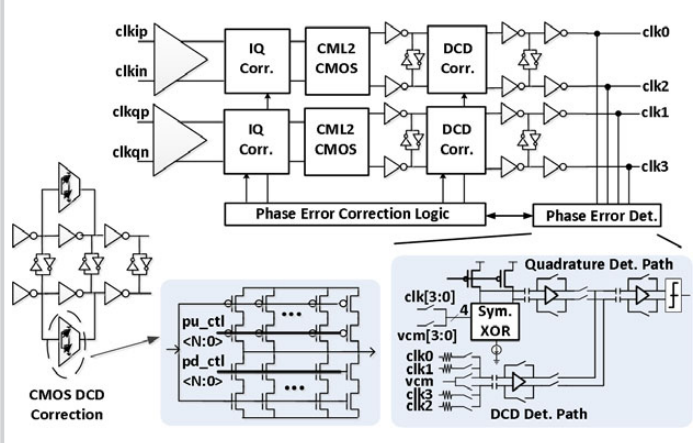 clkip
clkin
clkqp
clkqn
IQ
Corr.
CML2
CMOS
DCD
Corr.
IQ
Corr.
CML2
CMOS
DCD
Corr.
clk0
clk2
clk1
clk3
Phase Error Correction Logic
Phase Error Det.
Quadrature Det. Path
clk[3:0]
4
Sym.
XOR
vcm[3:0]
pu_ctl
<N:0>
pd_ctl
<N:0>
clk0
clk1
vcm
clk3
clk2
DCD Det. Path
CMOS DCD
Correction